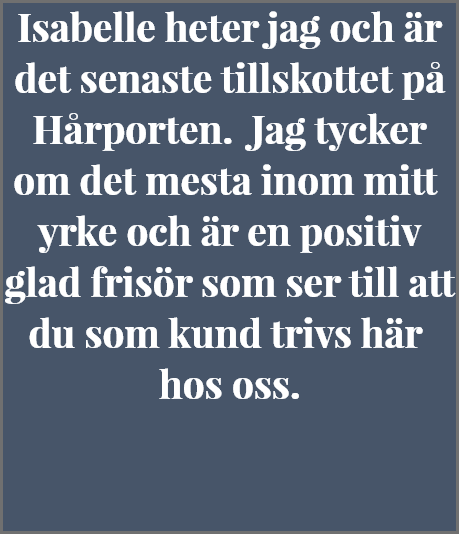 Isabelle heter jag och är
det senaste tillskottet på
Hårporten. Jag tycker
om det mesta inom mitt
yrke och är en positiv
glad frisör som ser till att
du som kund trivs här
hos oss.